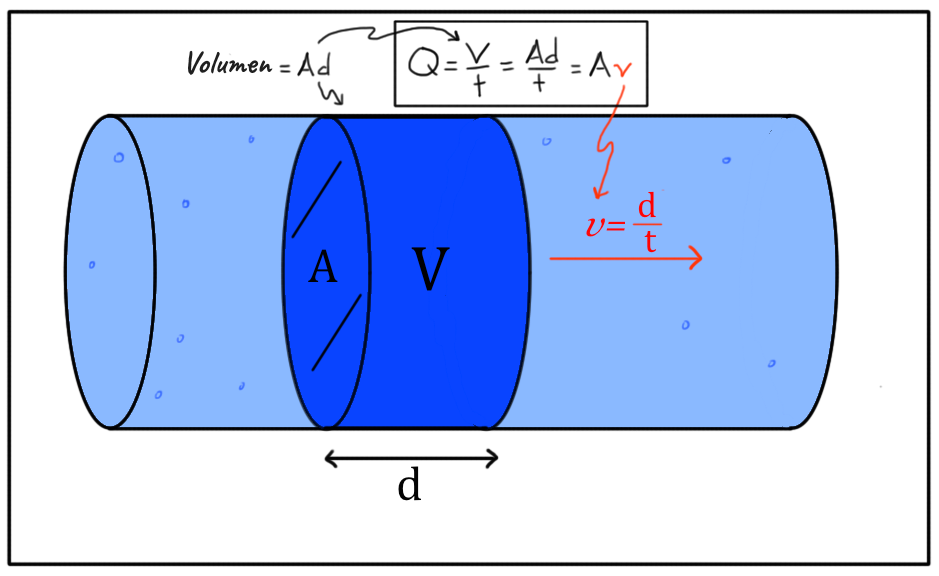 Volumen = Ad
Q = V/t = Ad/t = Av
v = d/t
A
V
d